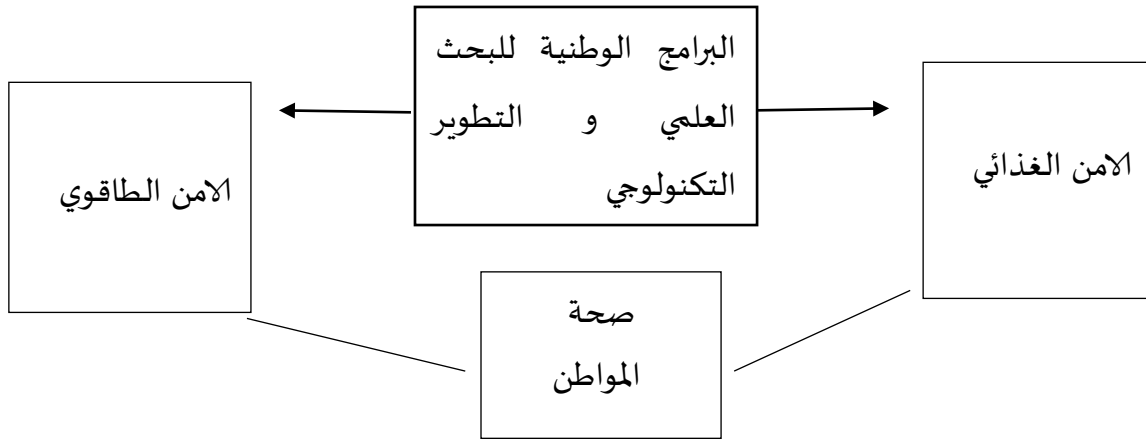 البرامج الوطنية للبحث
العلمي و التطوير
التكنولوجي
الامن الغذائي
الامن الطاقوي
صحة
المواطن